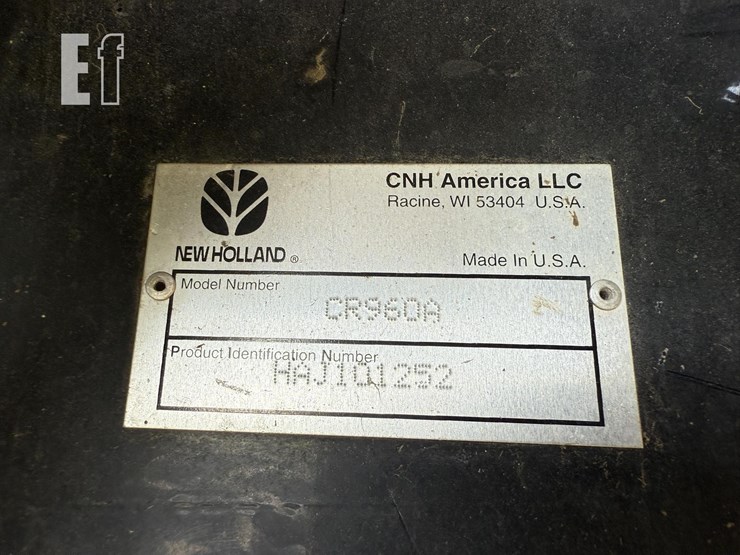 Ef
CNH America LLC
Racine, WI 53404 U.S.A.
NEW HOLLAND ®
Made In U.S.A.
Model Number
CR960A
Product Identification Number
HAJ101252